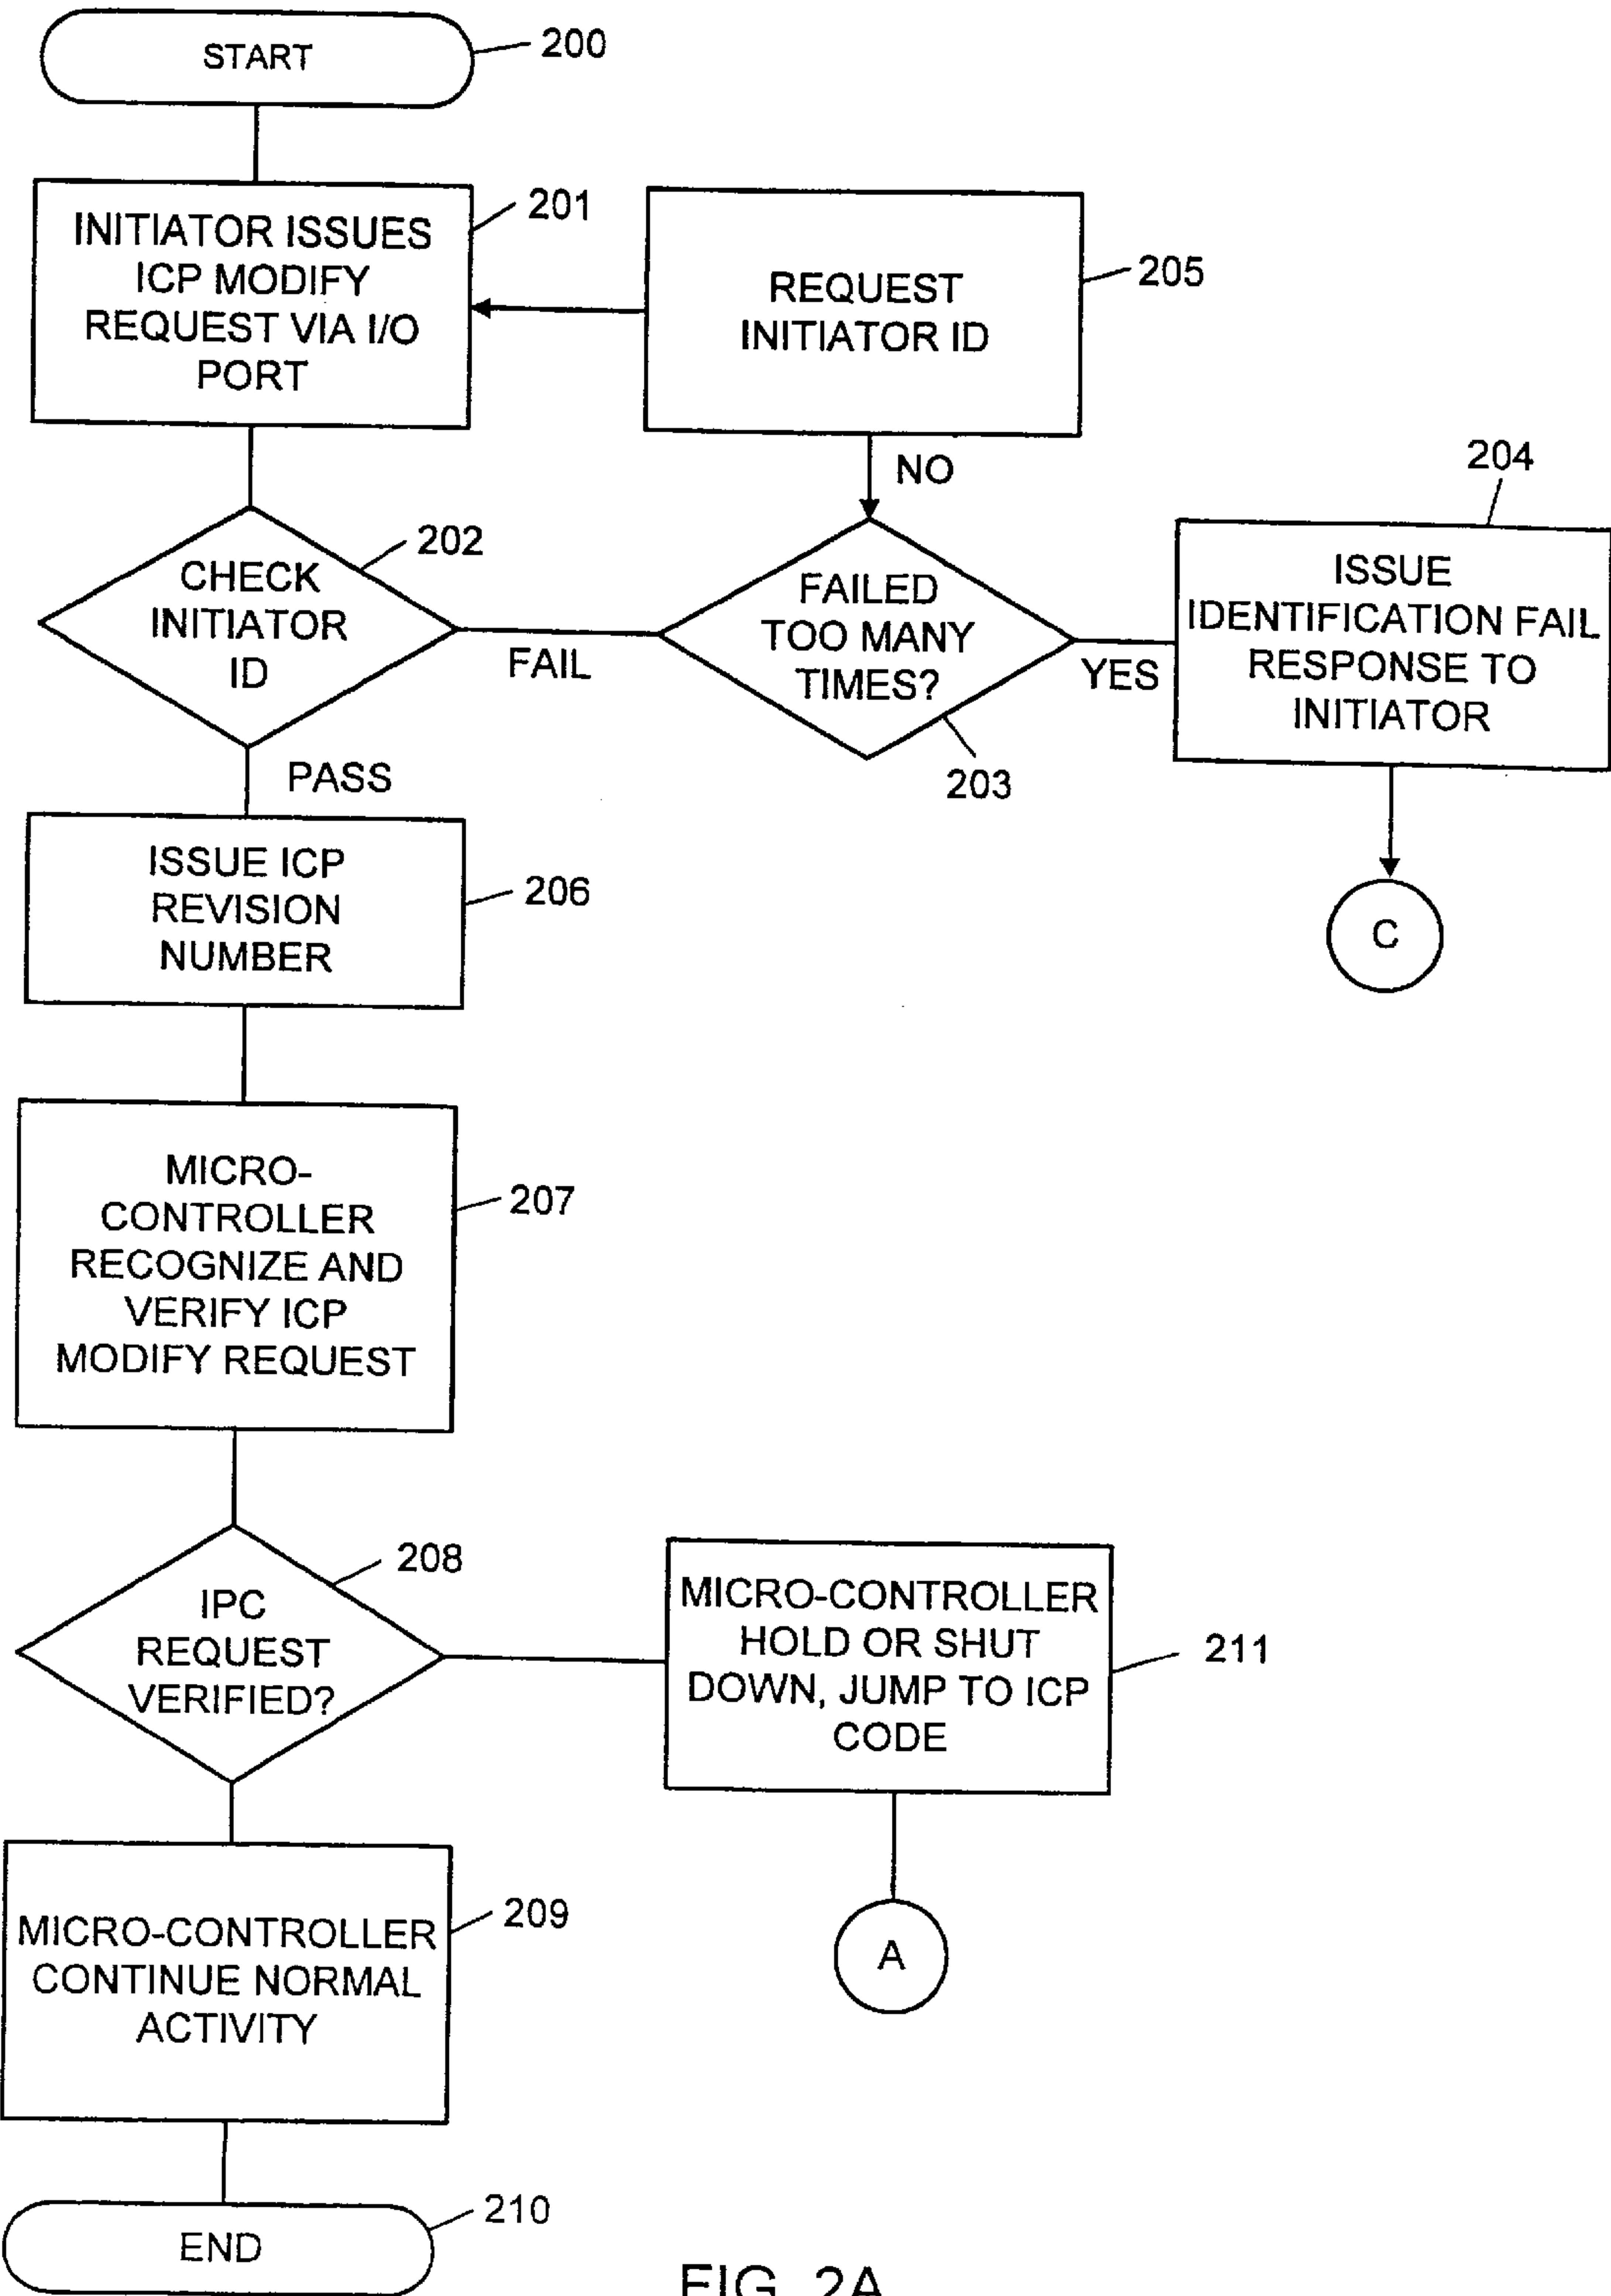 START
200
INITIATOR ISSUES
ICP MODIFY
REQUEST VIA I/O
PORT
201
REQUEST
INITIATOR ID
205
NO
CHECK
INITIATOR
ID
202
FAIL
FAILED
TOO MANY
TIMES?
203
YES
204
ISSUE
IDENTIFICATION FAIL
RESPONSE TO
INITIATOR
C
PASS
ISSUE ICP
REVISION
NUMBER
206
MICRO-
CONTROLLER
RECOGNIZE AND
VERIFY ICP
MODIFY REQUEST
207
IPC
REQUEST
VERIFIED?
208
MICRO-CONTROLLER
HOLD OR SHUT
DOWN, JUMP TO ICP
CODE
211
A
MICRO-CONTROLLER
CONTINUE NORMAL
ACTIVITY
209
END
210
FIG. 2A